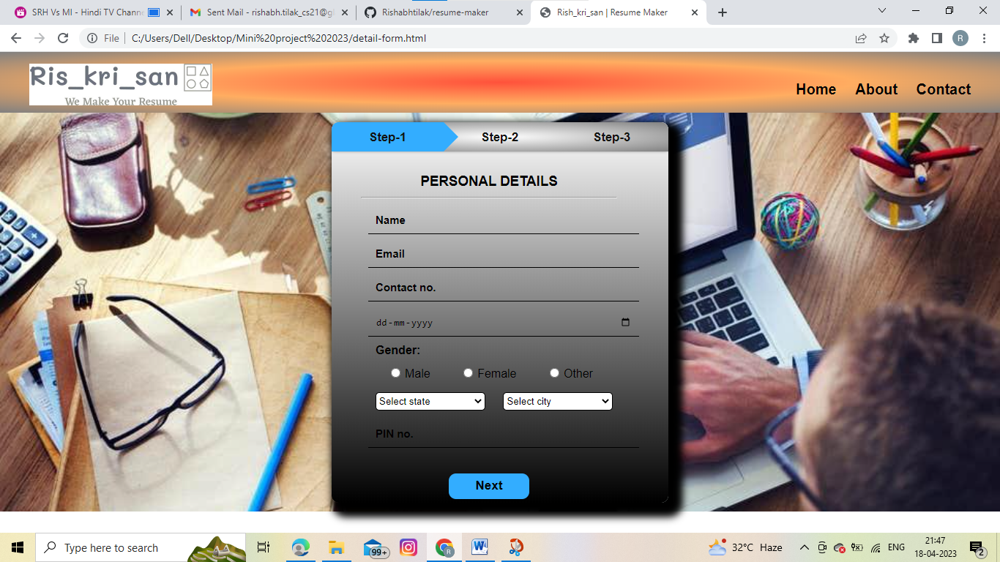 SRH Vs MI - Hindi TV Chann
Sent Mail - rishabh.tilak_cs21@g
Rishabhtilak/resume-maker
Rish_kri_san | Resume Maker
File
C:/Users/Dell/Desktop/Mini%20project%202023/detail-form.html
R
Ris_kri_san
We Make Your Resume
Home
About
Contact
Step-1
Step-2
Step-3
PERSONAL DETAILS
Name
Email
Contact no.
dd-mm-yyyy
Gender:
Male
Female
Other
Select state
Select city
PIN no.
Next
Type here to search
99+
R
W
32°C Haze
ENG
21:47
18-04-2023
2